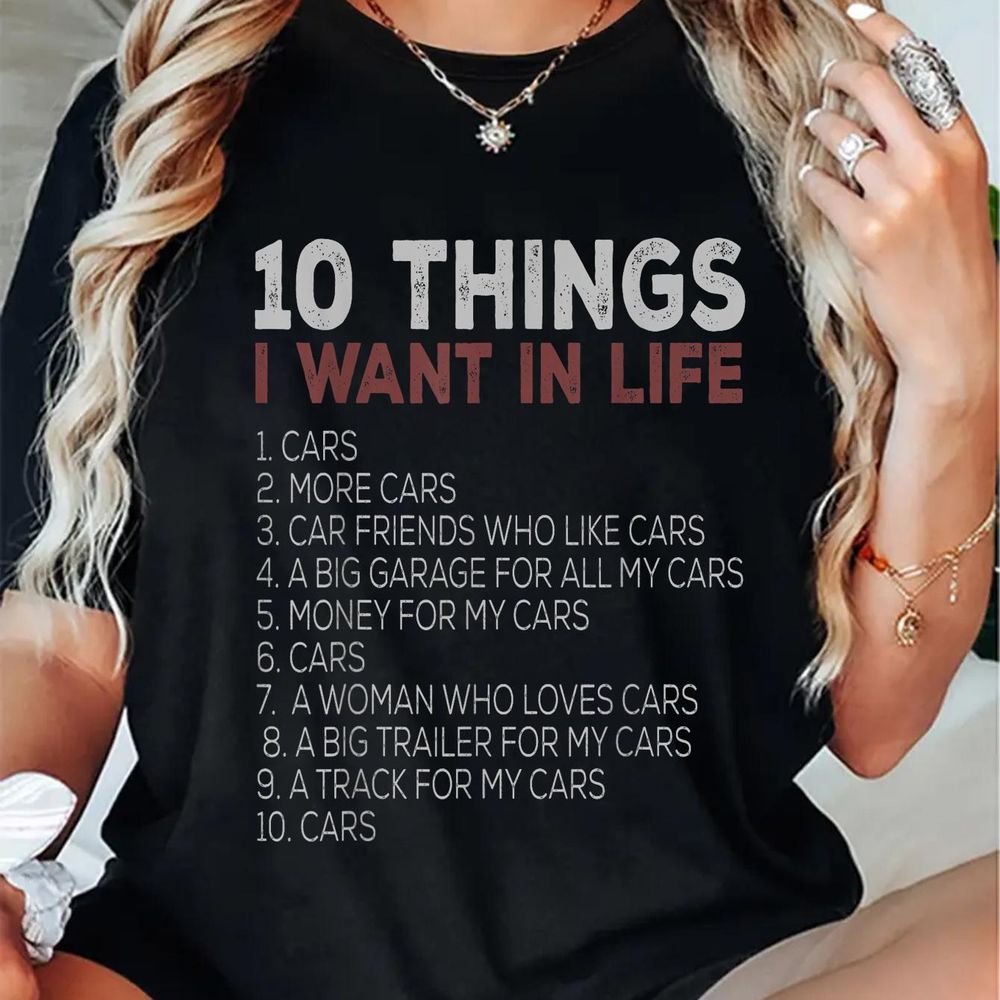 10 THINGS
I WANT IN LIFE
1. CARS
2. MORE CARS
3. CAR FRIENDS WHO LIKE CARS
4. A BIG GARAGE FOR ALL MY CARS
5. MONEY FOR MY CARS
6. CARS
7. A WOMAN WHO LOVES CARS
8. A BIG TRAILER FOR MY CARS
9. A TRACK FOR MY CARS
10. CARS